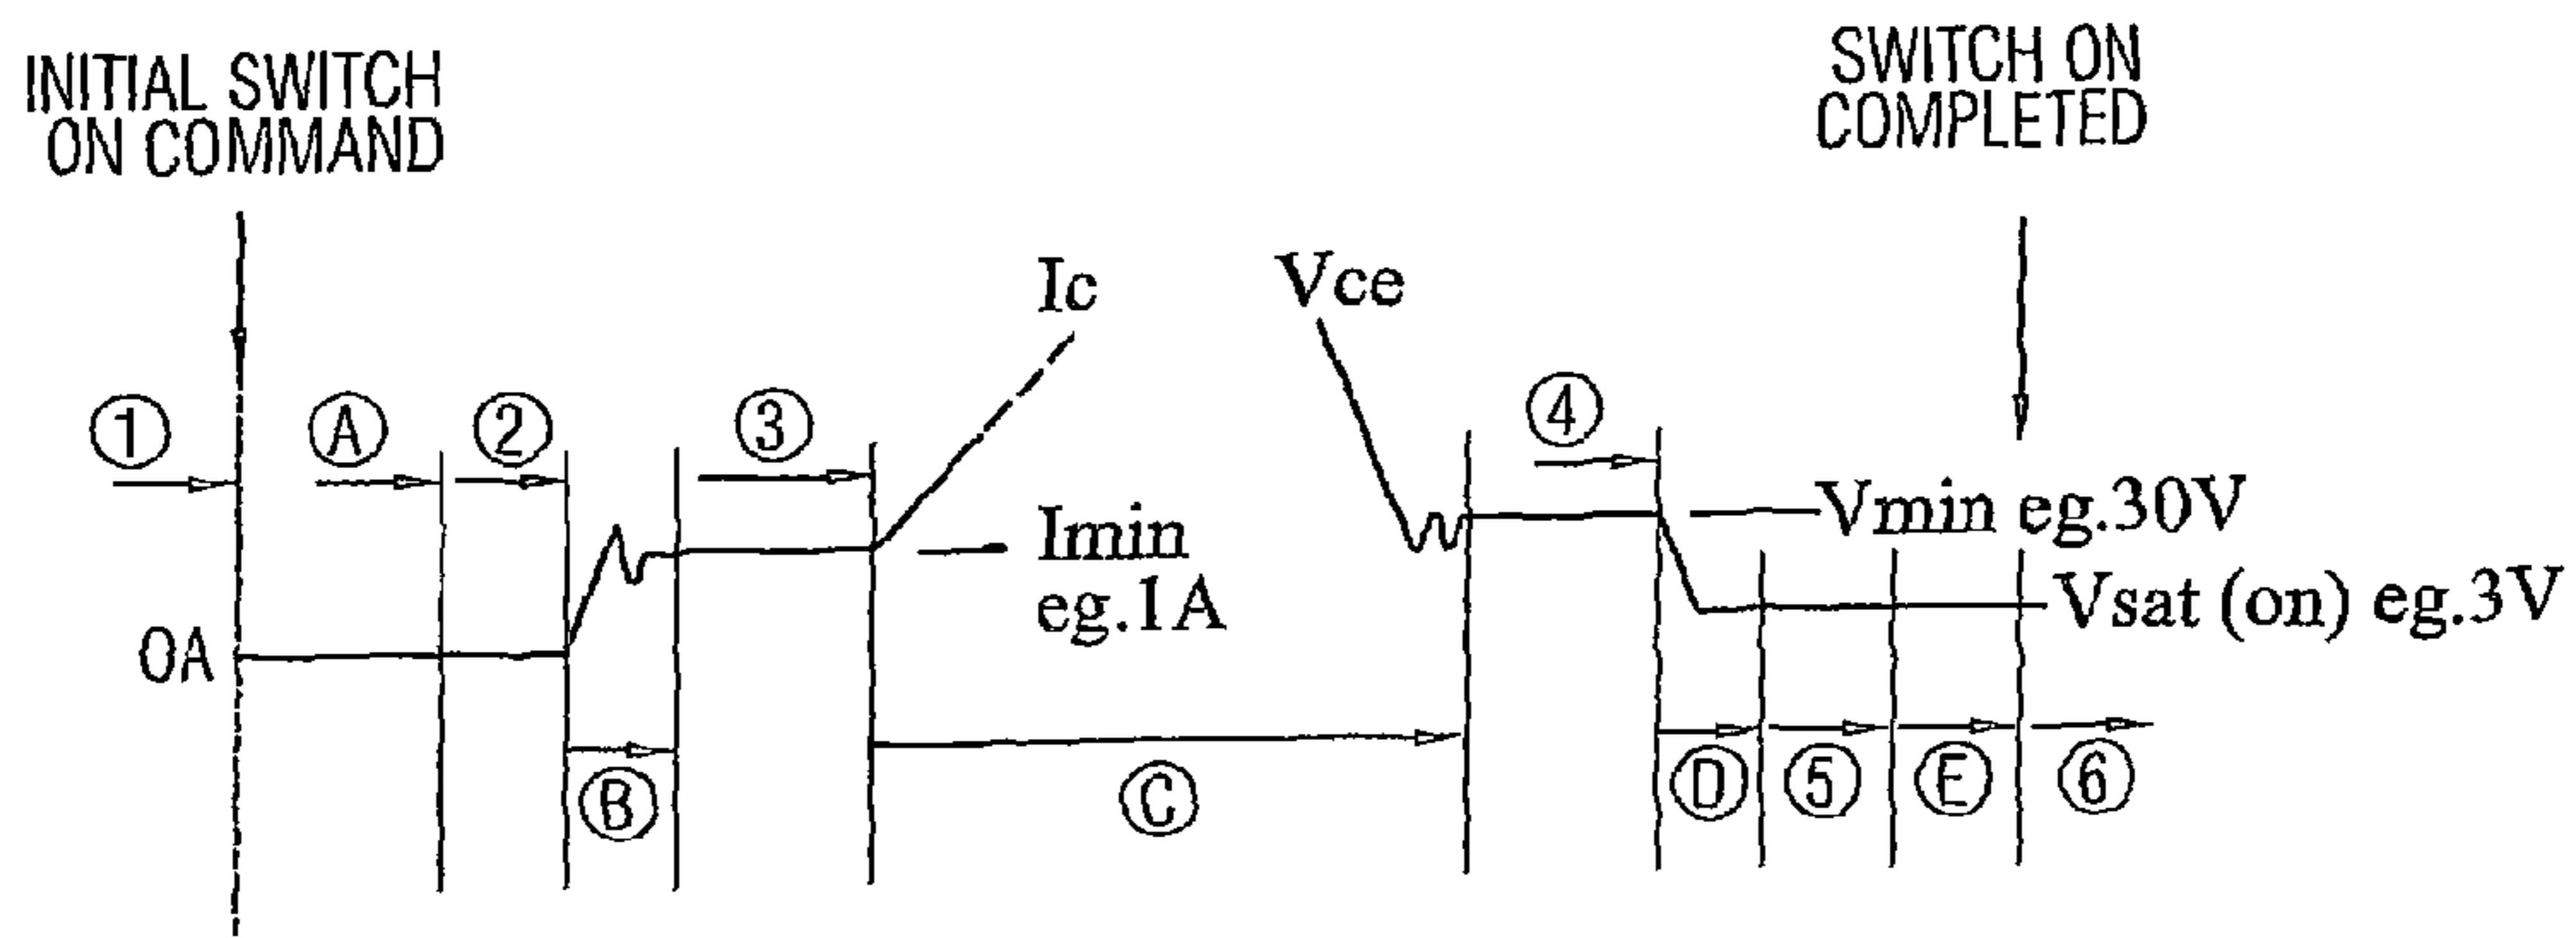 INITIAL SWITCH
ON COMMAND
SWITCH ON
COMPLETED
Ic
Vce
1
A
2
3
4
Imin
eg.1A
Vmin eg.30V
Vsat (on) eg.3V
OA
B
C
D
5
E
6